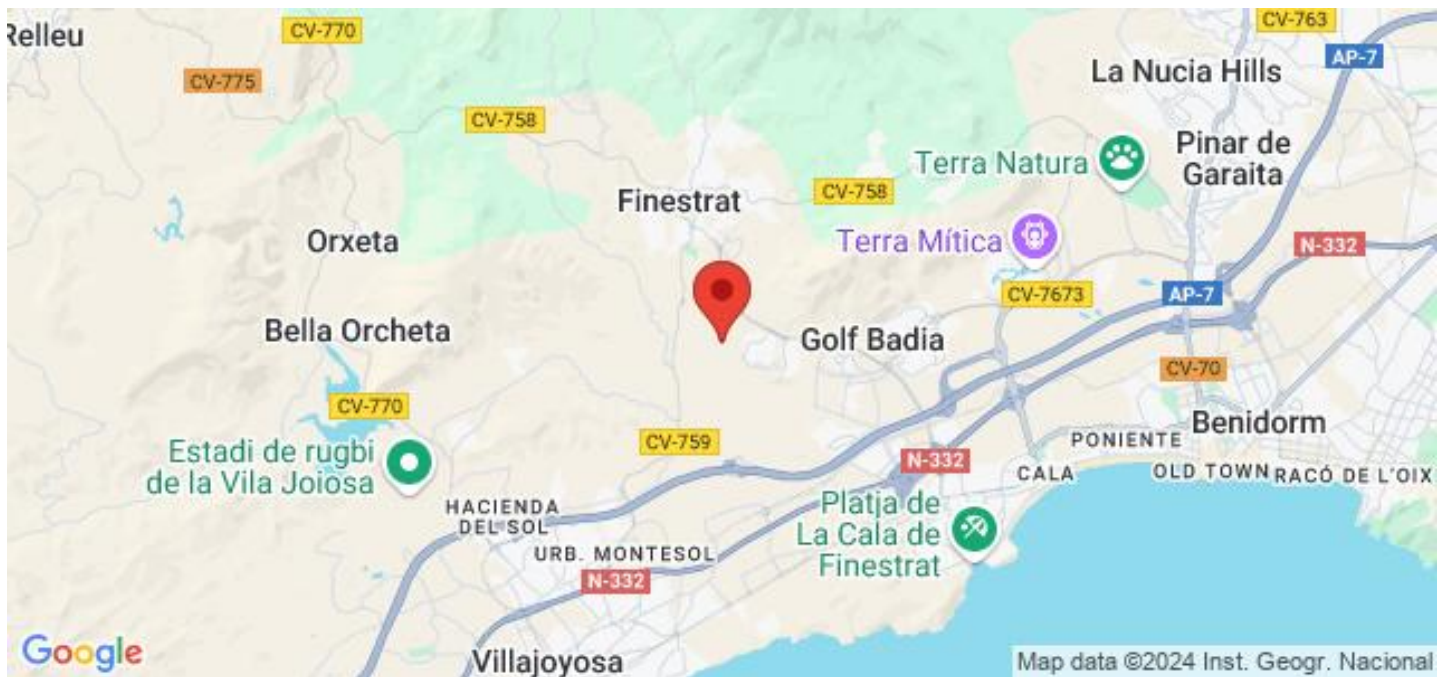 Relleu
CV-770
CV-763
AP-7
La Nucia Hills
CV-775
CV-758
Pinar de
Garaita
Terra Natura
CV-758
Finestrat
Orxeta
Terra Mítica
N-332
CV-7673
AP-7
Bella Orcheta
Golf Badia
CV-70
CV-770
Benidorm
CV-759
PONIENTE
Estadi de rugbi
de la Vila Joiosa
N-332
CALA
OLD TOWN
RACÓ DE L'OIX
HACIENDA
DEL SOL
Platja de
La Cala de
Finestrat
URB. MONTESOL
N-332
Villajoyosa
Google
Map data ©2024 Inst. Geogr. Nacional